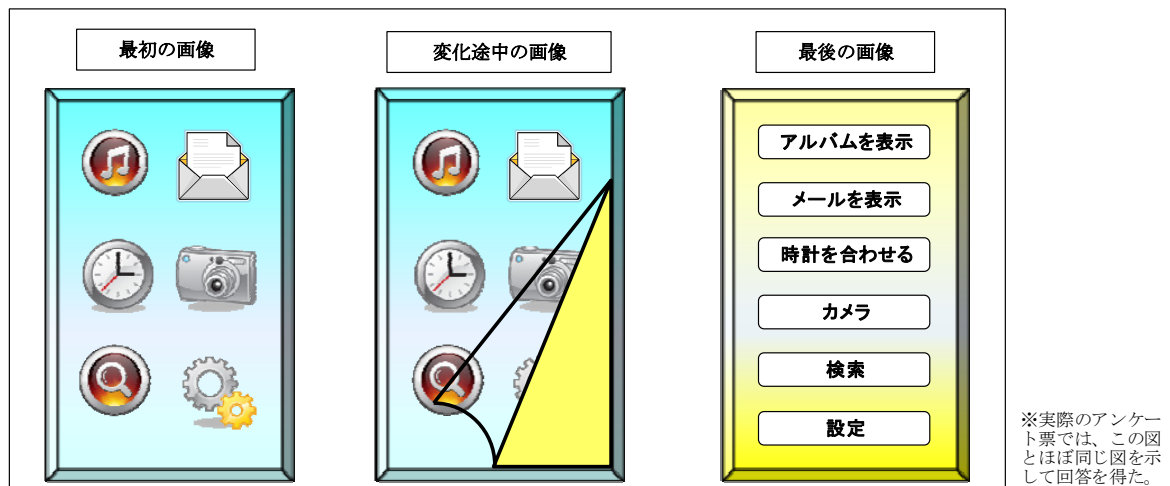 最初の画像
変化途中の画像
最後の画像
アルバムを表示
メールを表示
時計を合わせる
カメラ
検索
設定
※実際のアンケー
ト票では、この図
とほぼ同じ図を示
して回答を得た。